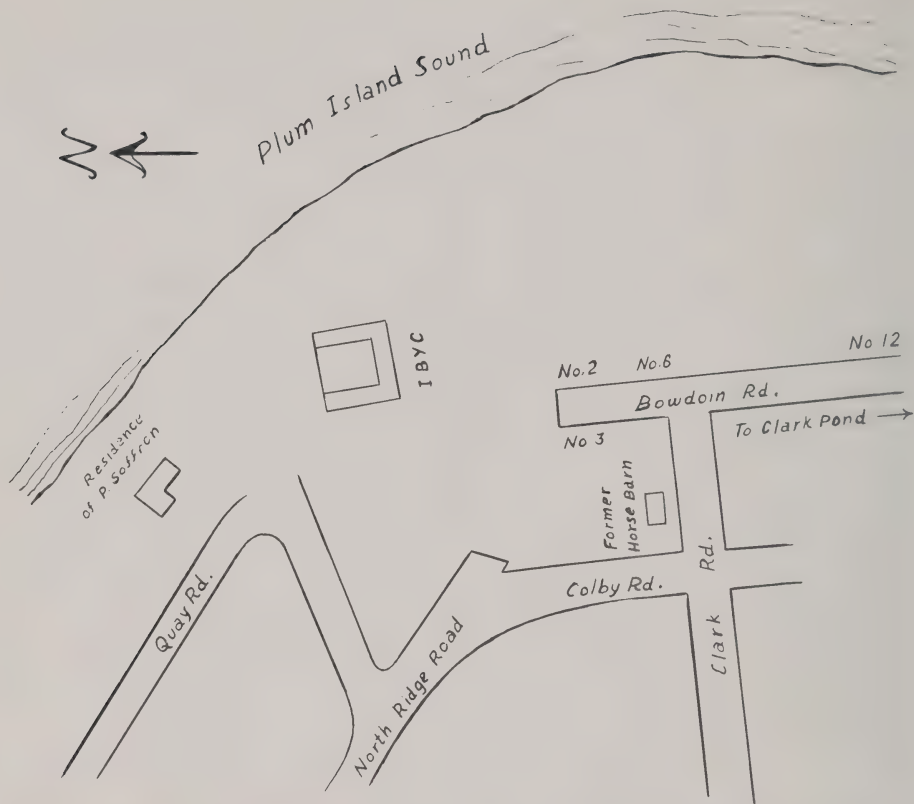 Plum Island Sound
N
IBYC
No. 2
No. 6
No 12
Bowdoin Rd.
To Clark Pond
No 3
Residence
of P. Soffron
Former
Horse Barn
Quay Rd.
Colby Rd.
North Ridge Road
Clark
Rd.